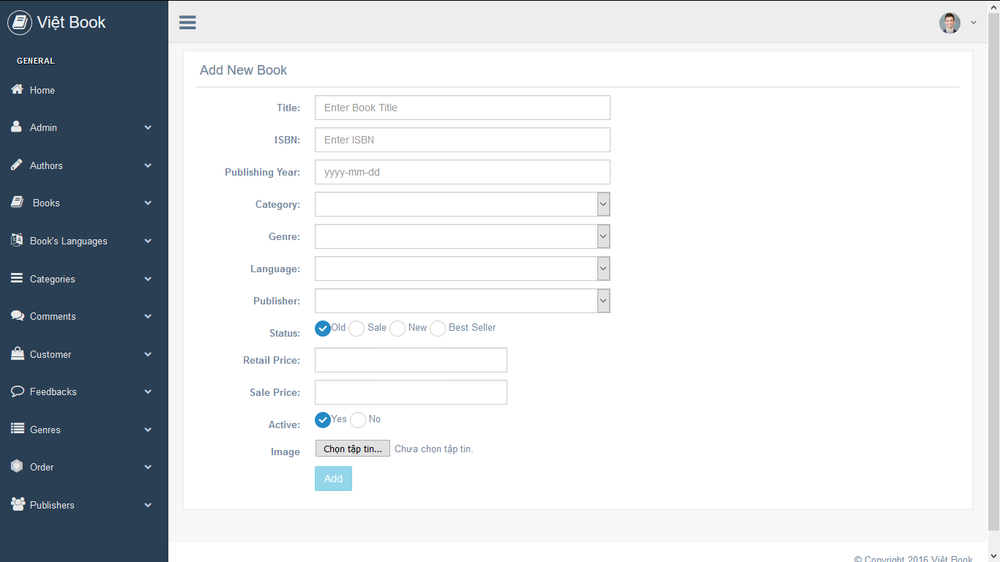 Việt Book
GENERAL
Home
Admin
Authors
Books
Book's Languages
Categories
Comments
Customer
Feedbacks
Genres
Order
Publishers
Add New Book
Title: Enter Book Title
ISBN: Enter ISBN
Publishing Year: yyyy-mm-dd
Category:
Genre:
Language:
Publisher:
Status: Old Sale New Best Seller
Retail Price:
Sale Price:
Active: Yes No
Image Chọn tập tin... Chưa chọn tập tin.
Add
© Copyright 2016 Việt Book